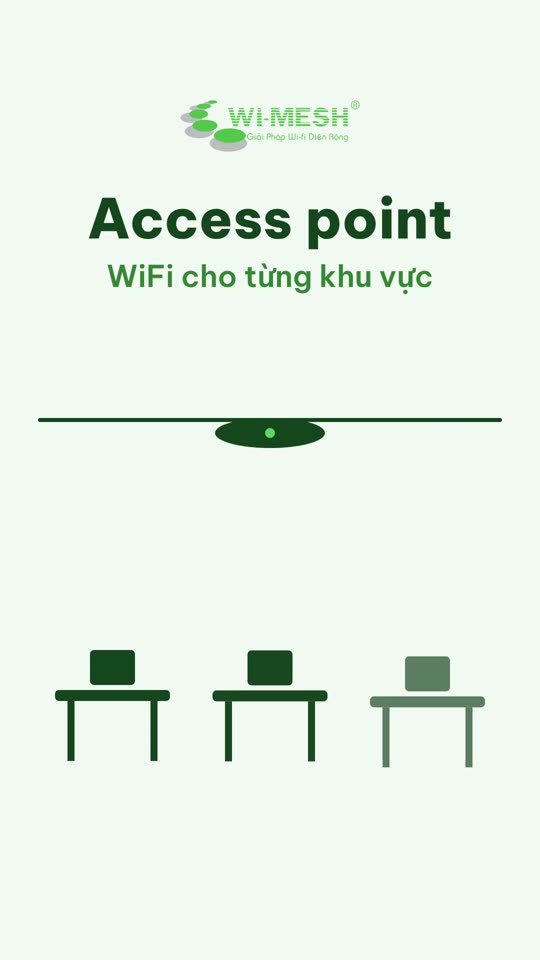 WI-MESH®
Giải Pháp Wi-fi Diện Rộng
Access point
WiFi cho từng khu vực